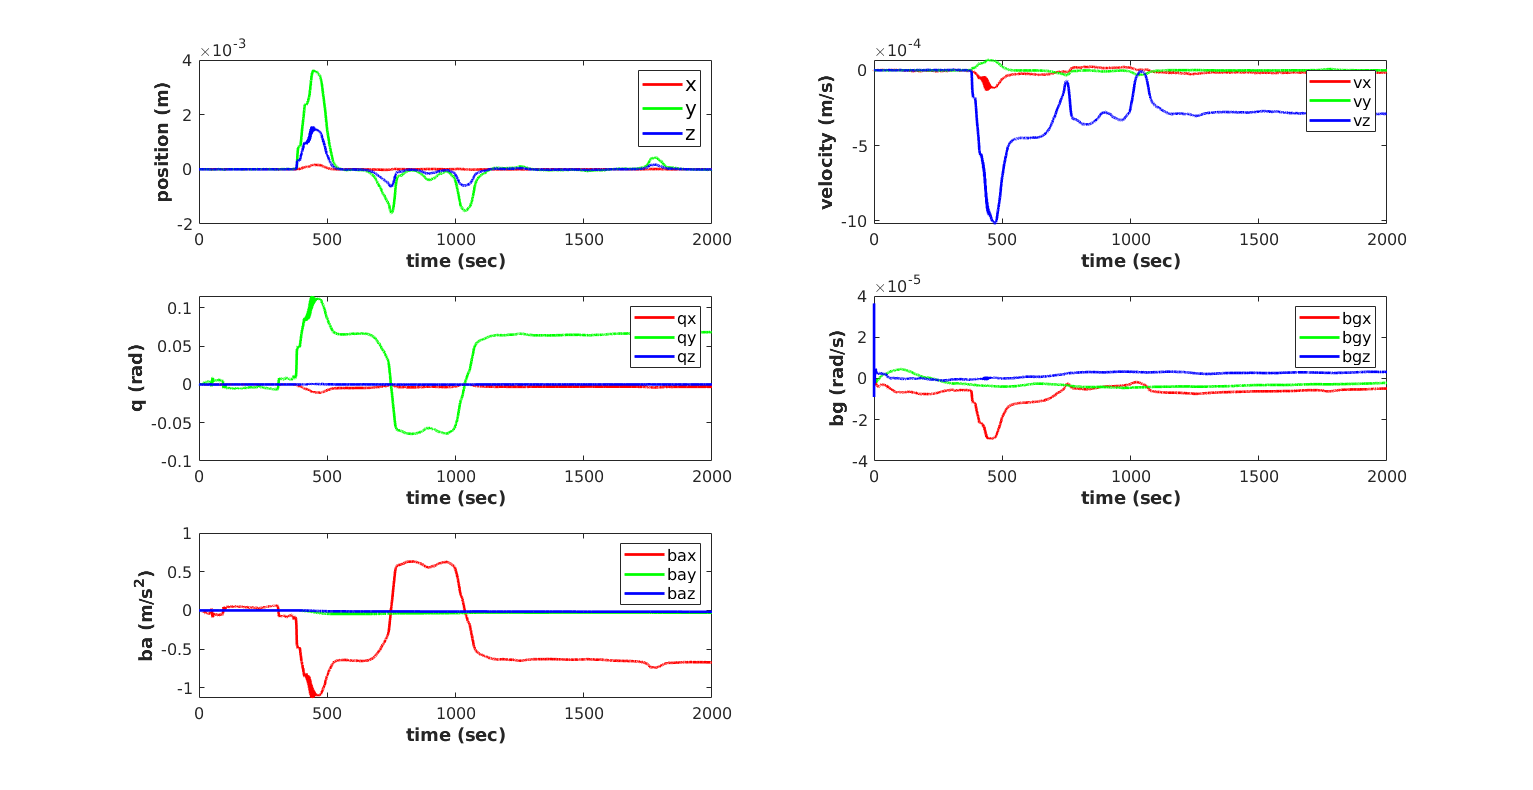 ×10-3
4
2
0
-2
position (m)
x
y
z
0 500 1000 1500 2000
time (sec)
×10-4
0
-5
-10
velocity (m/s)
vx
vy
vz
0 500 1000 1500 2000
time (sec)
0.1
0.05
0
-0.05
-0.1
q (rad)
qx
qy
qz
0 500 1000 1500 2000
time (sec)
×10-5
4
2
0
-2
-4
bg (rad/s)
bgx
bgy
bgz
0 500 1000 1500 2000
time (sec)
1
0.5
0
-0.5
-1
ba (m/s2)
bax
bay
baz
0 500 1000 1500 2000
time (sec)